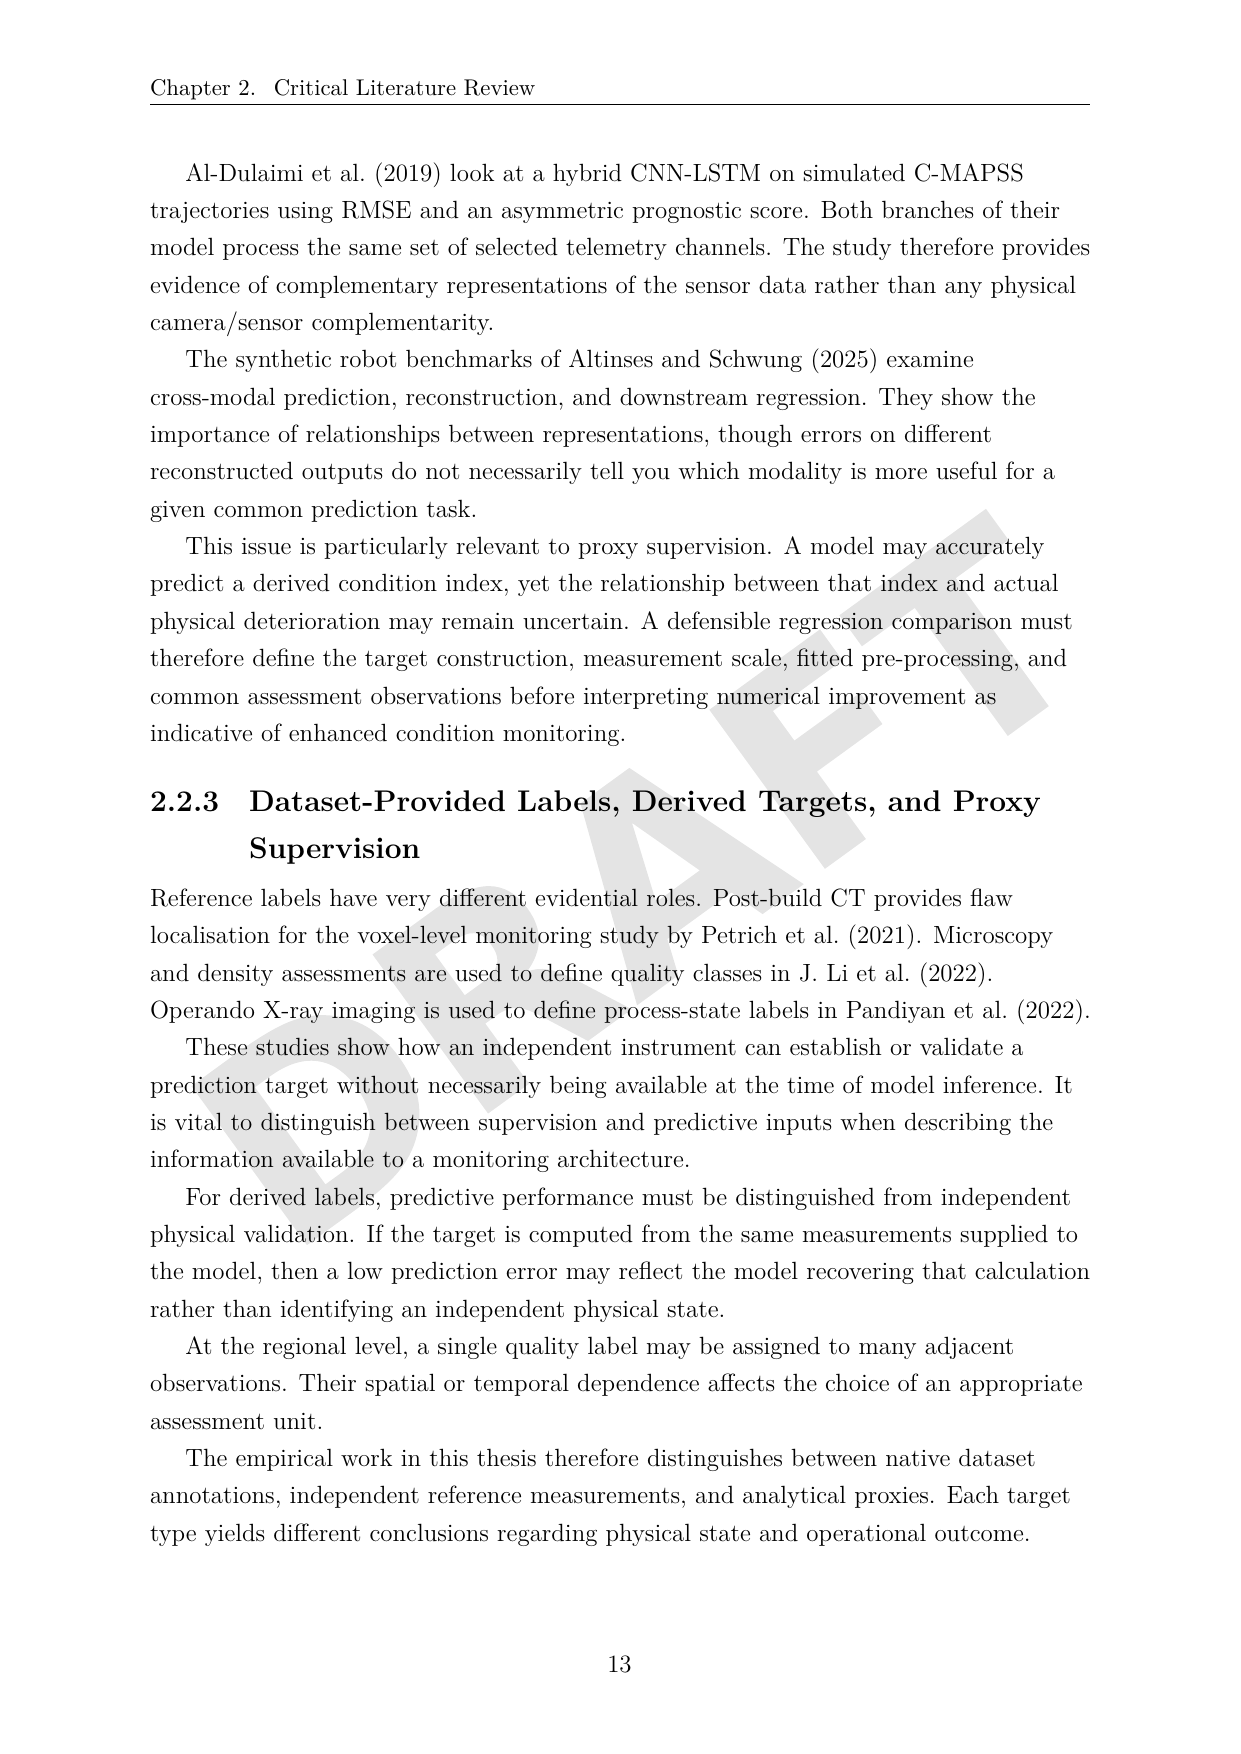 Chapter 2. Critical Literature Review
Al-Dulaimi et al. (2019) look at a hybrid CNN-LSTM on simulated C-MAPSS
trajectories using RMSE and an asymmetric prognostic score. Both branches of their
model process the same set of selected telemetry channels. The study therefore provides
evidence of complementary representations of the sensor data rather than any physical
camera/sensor complementarity.
The synthetic robot benchmarks of Altinses and Schwung (2025) examine
cross-modal prediction, reconstruction, and downstream regression. They show the
importance of relationships between representations, though errors on different
reconstructed outputs do not necessarily tell you which modality is more useful for a
given common prediction task.
This issue is particularly relevant to proxy supervision. A model may accurately
predict a derived condition index, yet the relationship between that index and actual
physical deterioration may remain uncertain. A defensible regression comparison must
therefore define the target construction, measurement scale, fitted pre-processing, and
common assessment observations before interpreting numerical improvement as
indicative of enhanced condition monitoring.
2.2.3 Dataset-Provided Labels, Derived Targets, and Proxy
Supervision
Reference labels have very different evidential roles. Post-build CT provides flaw
localisation for the voxel-level monitoring study by Petrich et al. (2021). Microscopy
and density assessments are used to define quality classes in J. Li et al. (2022).
Operando X-ray imaging is used to define process-state labels in Pandiyan et al. (2022).
These studies show how an independent instrument can establish or validate a
prediction target without necessarily being available at the time of model inference. It
is vital to distinguish between supervision and predictive inputs when describing the
information available to a monitoring architecture.
For derived labels, predictive performance must be distinguished from independent
physical validation. If the target is computed from the same measurements supplied to
the model, then a low prediction error may reflect the model recovering that calculation
rather than identifying an independent physical state.
At the regional level, a single quality label may be assigned to many adjacent
observations. Their spatial or temporal dependence affects the choice of an appropriate
assessment unit.
The empirical work in this thesis therefore distinguishes between native dataset
annotations, independent reference measurements, and analytical proxies. Each target
type yields different conclusions regarding physical state and operational outcome.
13
DRAFT